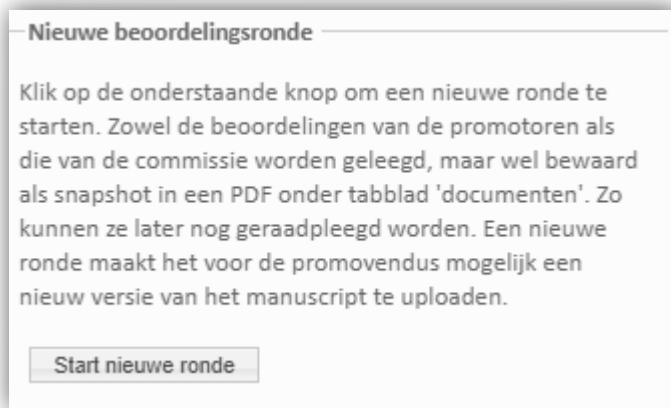 Nieuwe beoordelingsronde
Klik op de onderstaande knop om een nieuwe ronde te
starten. Zowel de beoordelingen van de promotoren als
die van de commissie worden geleegd, maar wel bewaard
als snapshot in een PDF onder tabblad 'documenten'. Zo
kunnen ze later nog geraadpleegd worden. Een nieuwe
ronde maakt het voor de promovendus mogelijk een
nieuw versie van het manuscript te uploaden.
Start nieuwe ronde